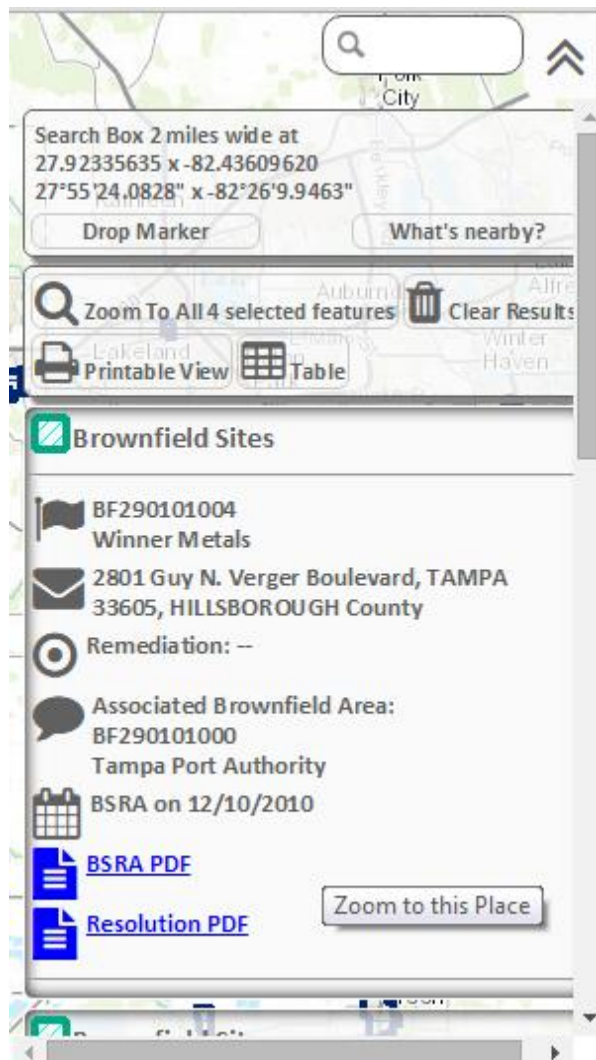 City
Search Box 2 miles wide at
27.92335635 x -82.43609620
27°55'24.0828" x -82°26'9.9463"
Drop Marker
What's nearby?
Zoom To All 4 selected features
Clear Results
Lakeland
Winter
Haven
Printable View
Table
Brownfield Sites
BF290101004
Winner Metals
2801 Guy N. Verger Boulevard, TAMPA
33605, HILLSBOROUGH County
Remediation: --
Associated Brownfield Area:
BF290101000
Tampa Port Authority
BSRA on 12/10/2010
BSRA PDF
Zoom to this Place
Resolution PDF